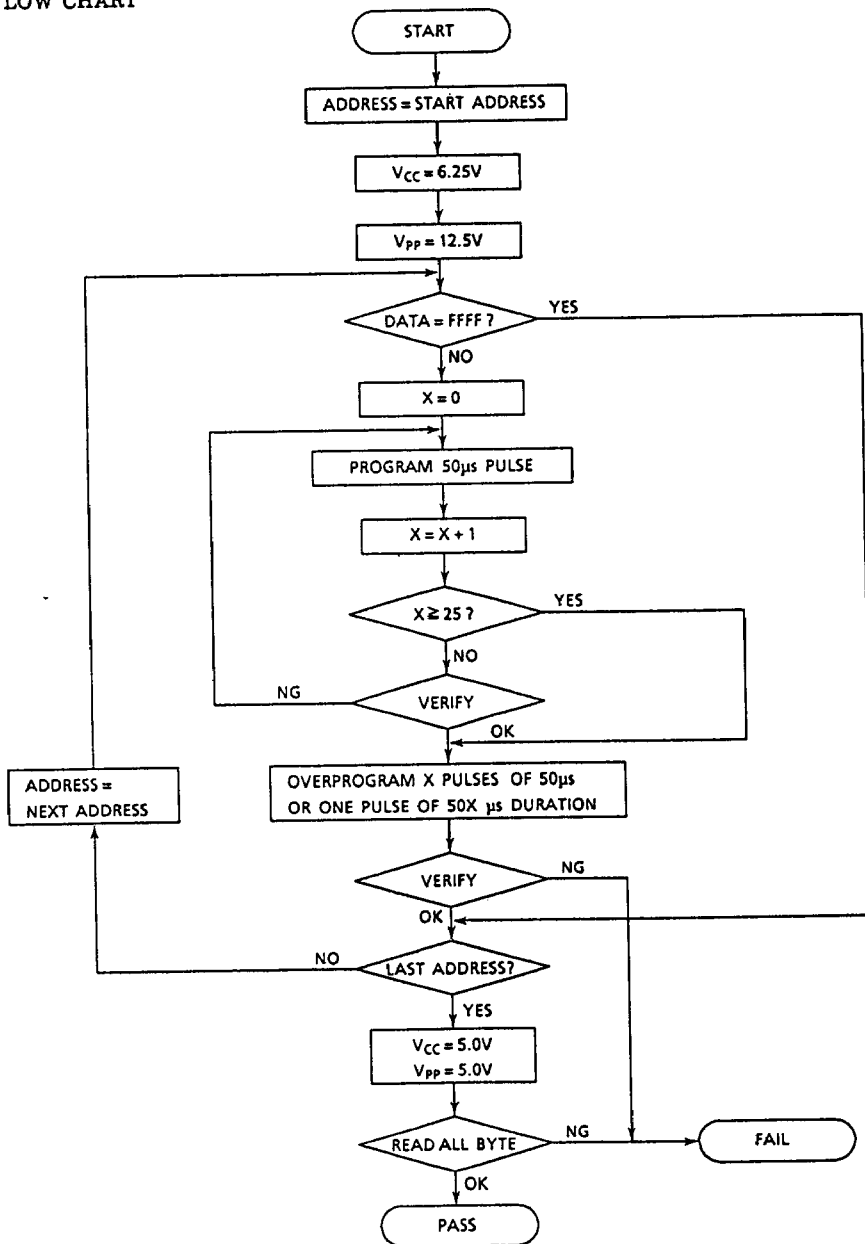 LOW CHART
START
ADDRESS = START ADDRESS
VCC = 6.25V
VPP = 12.5V
DATA = FFFF ?
YES
NO
X = 0
PROGRAM 50μs PULSE
X = X + 1
X ≧ 25 ?
YES
NO
NG
VERIFY
OK
ADDRESS =
NEXT ADDRESS
OVERPROGRAM X PULSES OF 50μs
OR ONE PULSE OF 50X μs DURATION
VERIFY
NG
OK
NO
LAST ADDRESS?
YES
VCC = 5.0V
VPP = 5.0V
READ ALL BYTE
NG
FAIL
OK
PASS